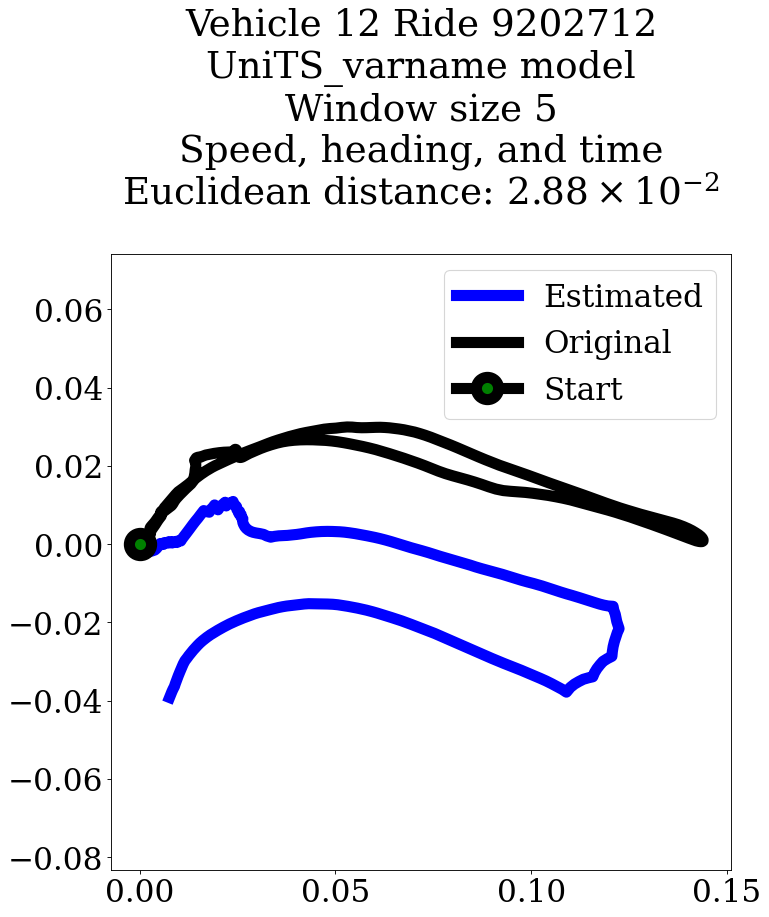 Vehicle 12 Ride 9202712
UniTS_varname model
Window size 5
Speed, heading, and time
Euclidean distance: 2.88 × 10⁻²
Estimated
Original
Start
0.06
0.04
0.02
0.00
−0.02
−0.04
−0.06
−0.08
0.00 0.05 0.10 0.15